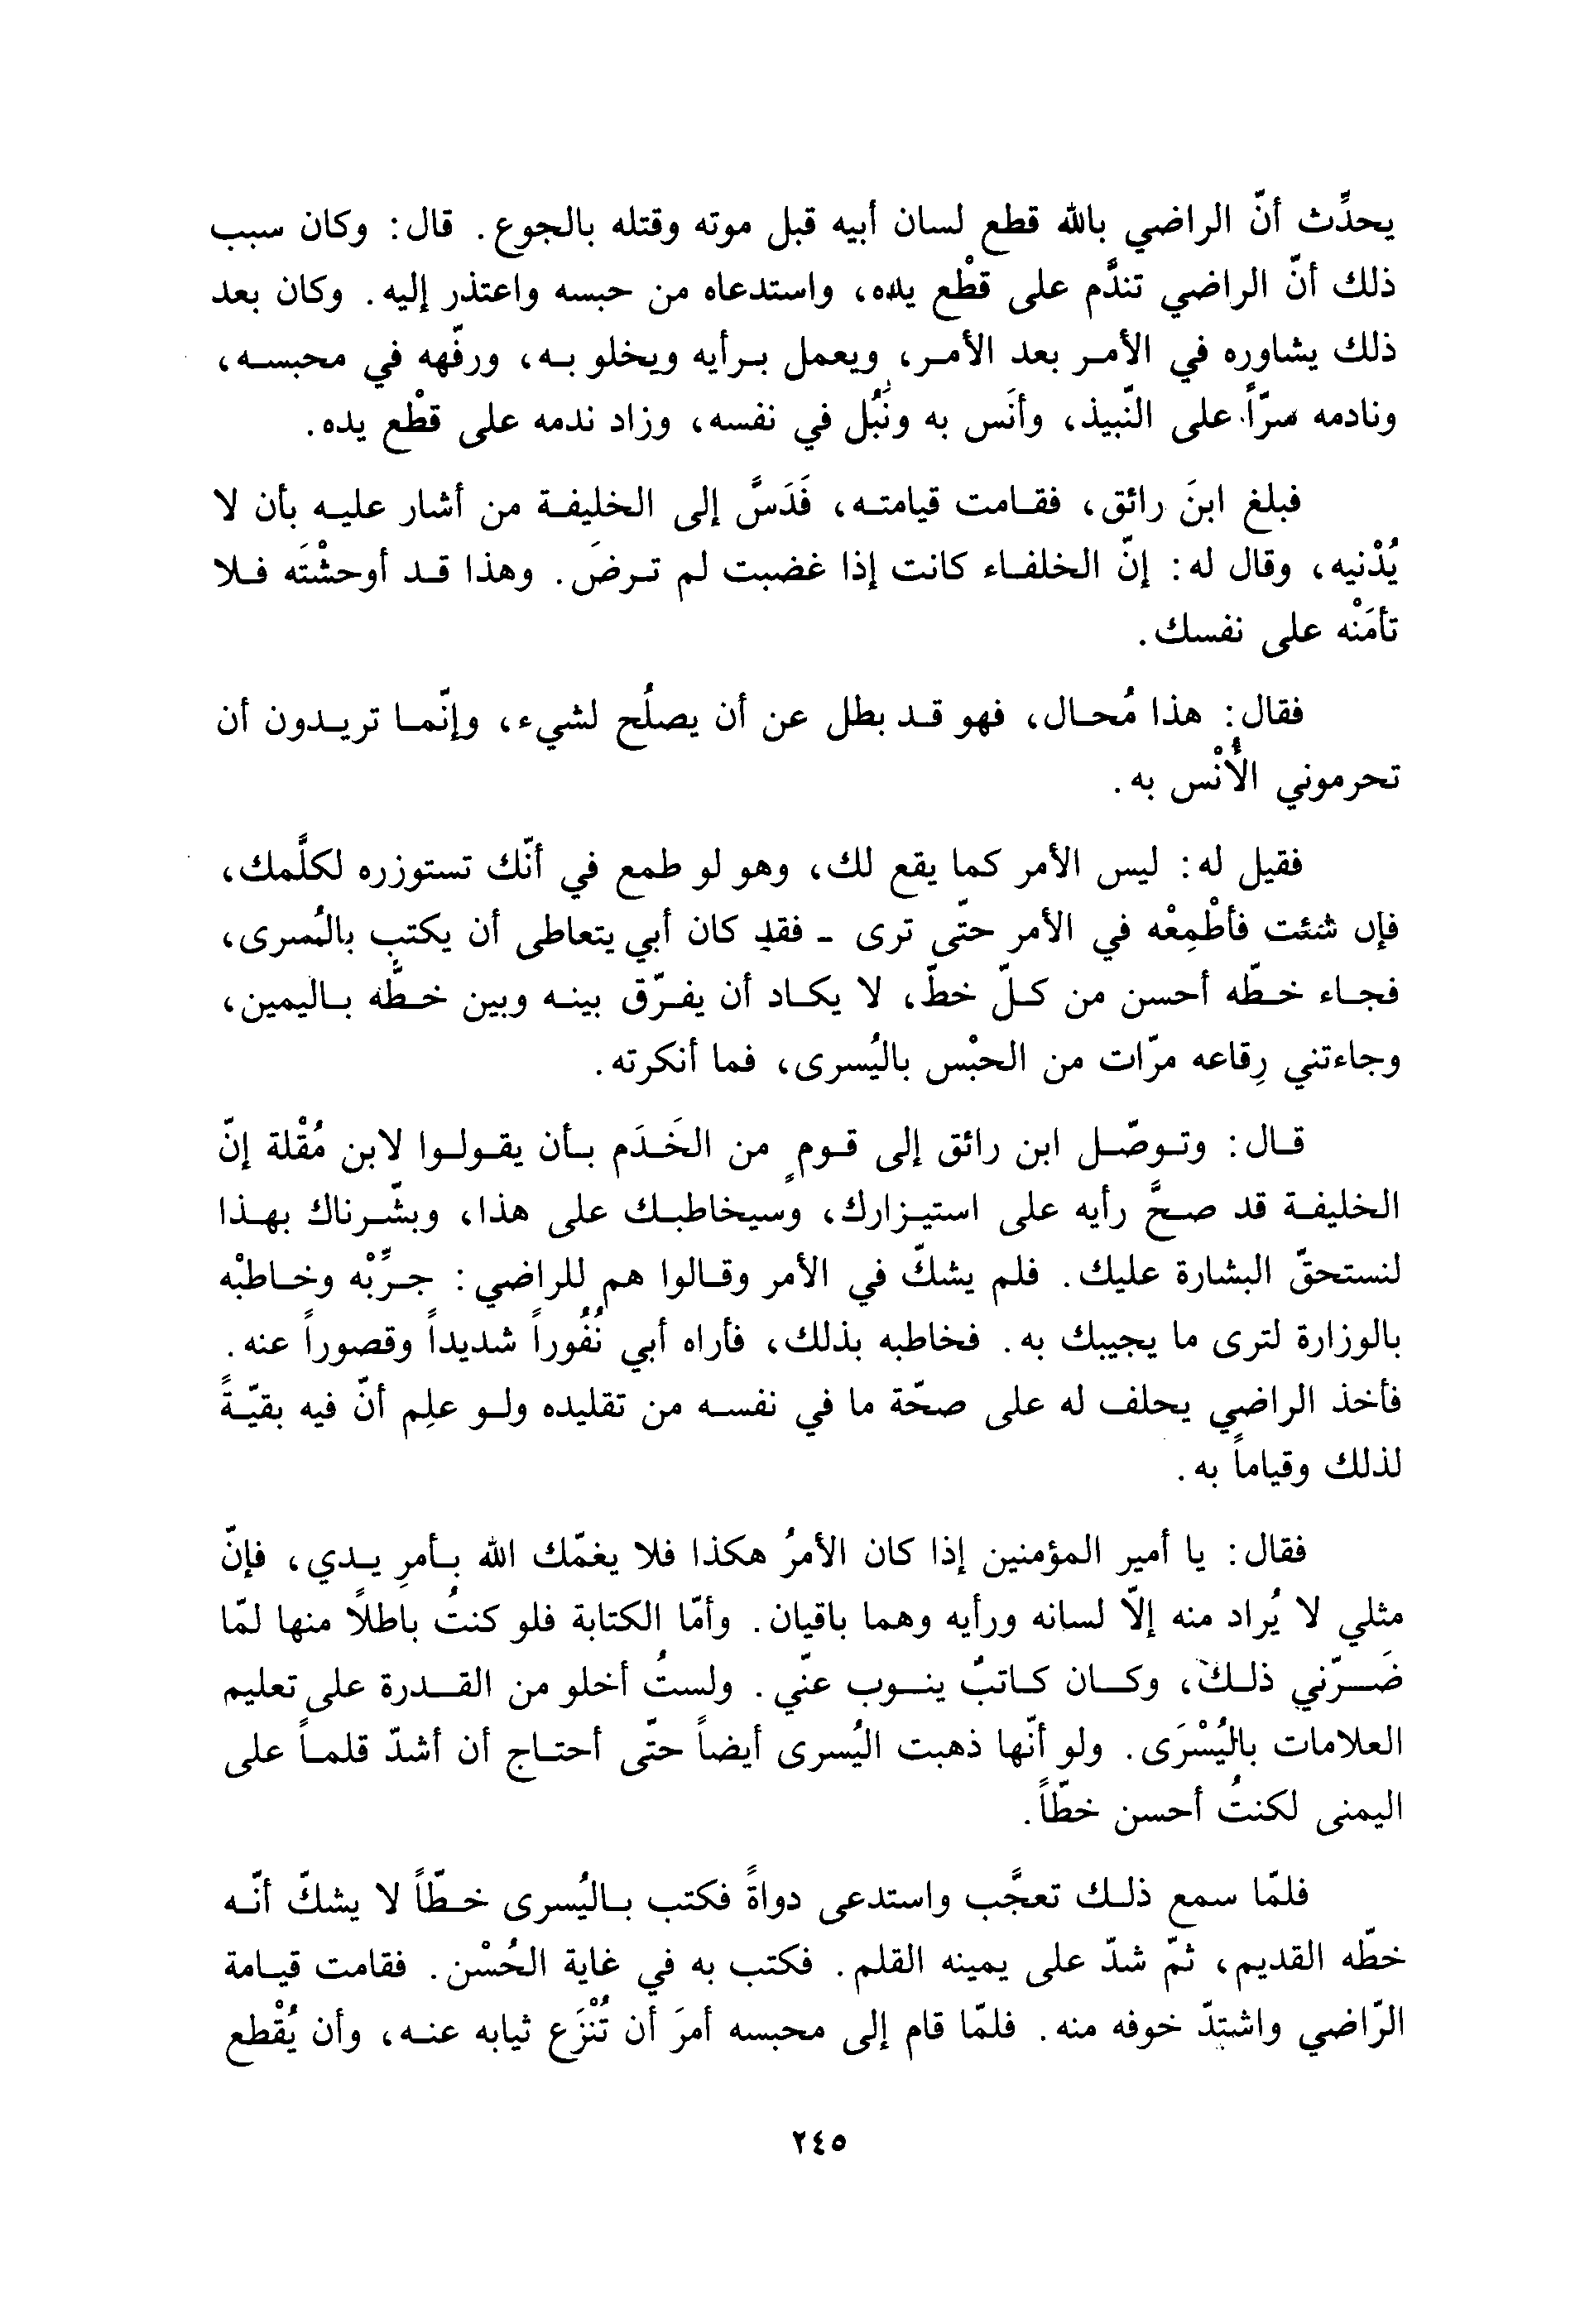 يحدِّث أنّ الراضي بالله قطع لسان أبيه قبل موته وقتله بالجوع. قال: وكان سبب
ذلك أنّ الراضي تندَّم على قطْع يده، واستدعاه من حبسه واعتذر إليه. وكان بعد
ذلك يشاوره في الأمر بعد الأمر، ويعمل برأيه ويخلو به، ورفّهه في محبسه،
ونادمه سرّاً على النّبيذ، وأنَس به ونَبُل في نفسه، وزاد ندمه على قطْع يده.
فبلغ ابنَ رائق، فقامت قيامته، فَدَسَّ إلى الخليفة من أشار عليه بأن لا
يُدْنيه، وقال له: إنّ الخلفاء كانت إذا غضبت لم ترضَ. وهذا قد أوحشْتَه فلا
تأمَنْه على نفسك.
فقال: هذا مُحال، فهو قد بطل عن أن يصلُح لشيء، وإنّما تريدون أن
تحرموني الأُنْس به.
فقيل له: ليس الأمر كما يقع لك، وهو لو طمع في أنّك تستوزره لكلَّمك،
فإن شئت فأطْمِعْه في الأمر حتّى ترى - فقد كان أبي يتعاطى أن يكتب باليُسرى،
فجاء خطّه أحسن من كلّ خطّ، لا يكاد أن يفرّق بينه وبين خطّه باليمين،
وجاءتني رِقاعه مرّات من الحبْس باليُسرى، فما أنكرته.
قال: وتوصّل ابن رائق إلى قومٍ من الخَدَم بأن يقولوا لابن مُقْلة إنّ
الخليفة قد صحَّ رأيه على استيزارك، وسيخاطبك على هذا، وبشّرناك بهذا
لنستحقّ البشارة عليك. فلم يشكّ في الأمر وقالوا هم للراضي: جرِّبْه وخاطبْه
بالوزارة لترى ما يجيبك به. فخاطبه بذلك، فأراه أبي نُفُوراً شديداً وقصوراً عنه.
فأخذ الراضي يحلف له على صحّة ما في نفسه من تقليده ولو علِم أنّ فيه بقيّةً
لذلك وقياماً به.
فقال: يا أمير المؤمنين إذا كان الأمرُ هكذا فلا يغمّك الله بأمرِ يدي، فإنّ
مثلي لا يُراد منه إلّا لسانه ورأيه وهما باقيان. وأمّا الكتابة فلو كنتُ باطلًا منها لمّا
ضَرّني ذلك، وكان كاتبٌ ينوب عنّي. ولستُ أخلو من القدرة على تعليم
العلامات باليُسْرَى. ولو أنّها ذهبت اليُسرى أيضاً حتّى أحتاج أن أشدّ قلماً على
اليمنى لكنتُ أحسن خطّاً.
فلمّا سمع ذلك تعجَّب واستدعى دواةً فكتب باليُسرى خطّاً لا يشكّ أنّه
خطّه القديم، ثمّ شدّ على يمينه القلم. فكتب به في غاية الحُسْن. فقامت قيامة
الرّاضي واشتدّ خوفه منه. فلمّا قام إلى محبسه أمرَ أن تُنْزَع ثيابه عنه، وأن يُقْطع
٢٤٥